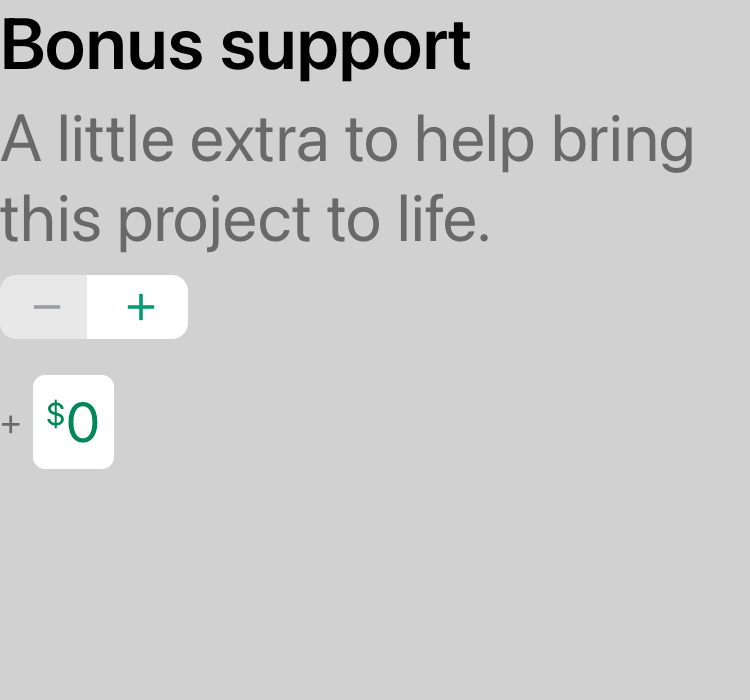 Bonus support
A little extra to help bring
this project to life.
− +
+ $0